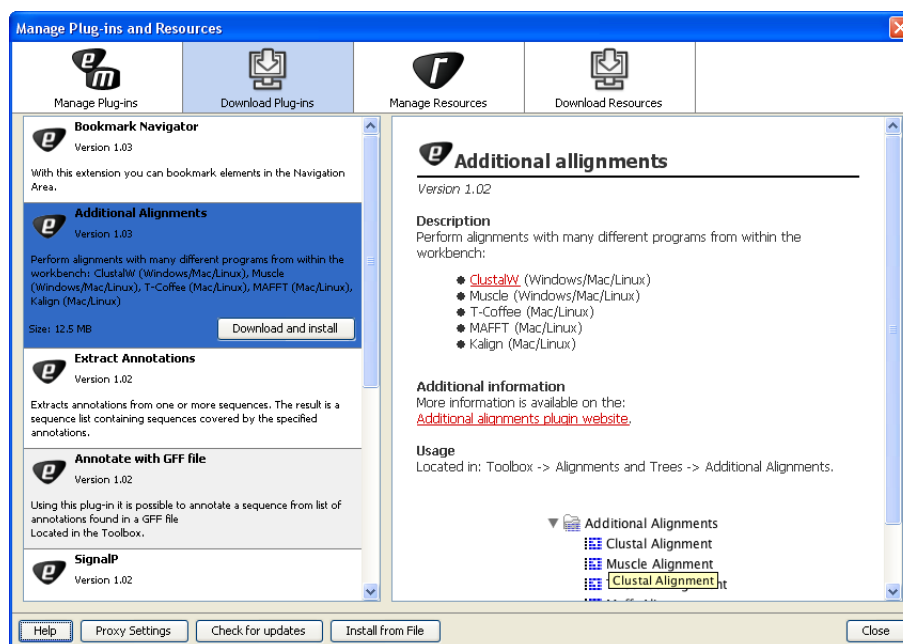 Manage Plug-ins and Resources
Manage Plug-ins
Download Plug-ins
Manage Resources
Download Resources
Bookmark Navigator
Version 1.03
With this extension you can bookmark elements in the Navigation
Area.
Additional Alignments
Version 1.03
Perform alignments with many different programs from within the
workbench: ClustalW (Windows/Mac/Linux), Muscle
(Windows/Mac/Linux), T-Coffee (Mac/Linux), MAFFT (Mac/Linux),
Kalign (Mac/Linux)
Size: 12.5 MB
Download and install
Extract Annotations
Version 1.02
Extracts annotations from one or more sequences. The result is a
sequence list containing sequences covered by the specified
annotations.
Annotate with GFF file
Version 1.02
Using this plug-in it is possible to annotate a sequence from list of
annotations found in a GFF file
Located in the Toolbox.
SignalP
Version 1.02
Additional allignments
Version 1.02
Description
Perform alignments with many different programs from within the
workbench:
ClustalW (Windows/Mac/Linux)
Muscle (Windows/Mac/Linux)
T-Coffee (Mac/Linux)
MAFFT (Mac/Linux)
Kalign (Mac/Linux)
Additional information
More information is available on the:
Additional alignments plugin website.
Usage
Located in: Toolbox -> Alignments and Trees -> Additional Alignments.
Additional Alignments
Clustal Alignment
Muscle Alignment
Clustal Alignment
Help
Proxy Settings
Check for updates
Install from File
Close